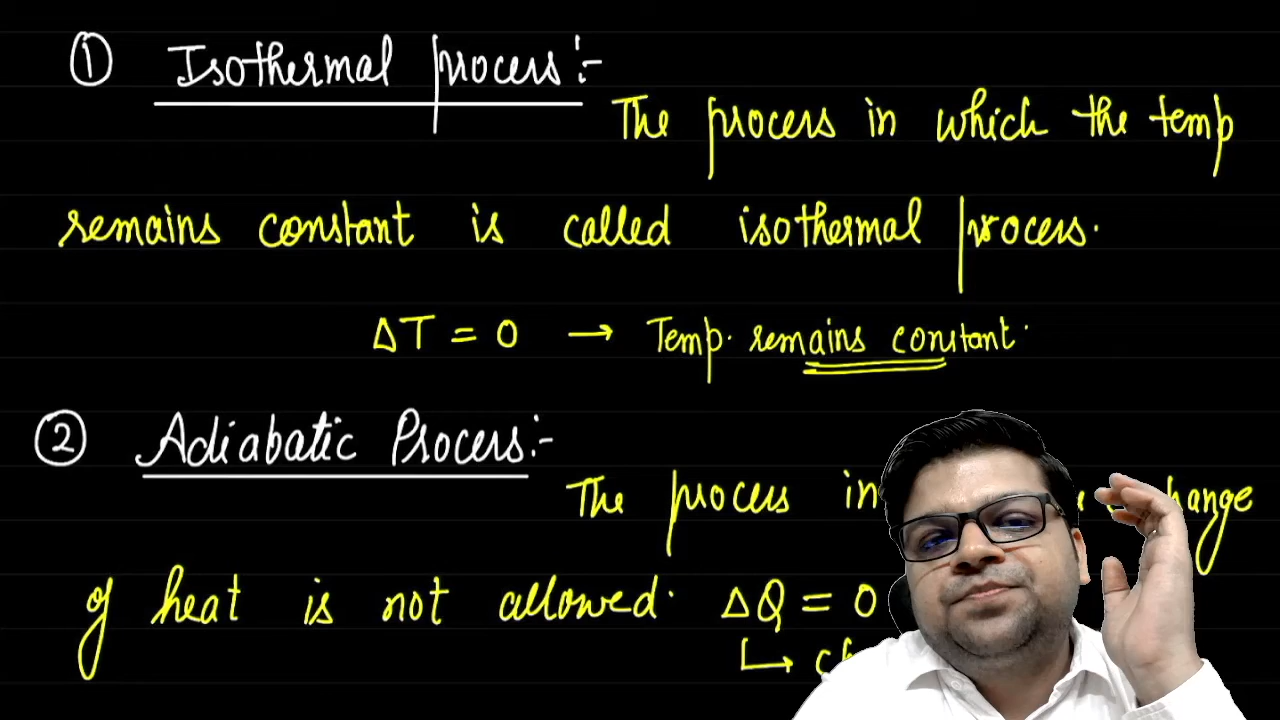 ① Isothermal process:-
The process in which the temp
remains constant is called isothermal process.
ΔT = 0 → Temp. remains constant.
② Adiabatic Process:-
The process in change
of heat is not allowed. ΔQ = 0